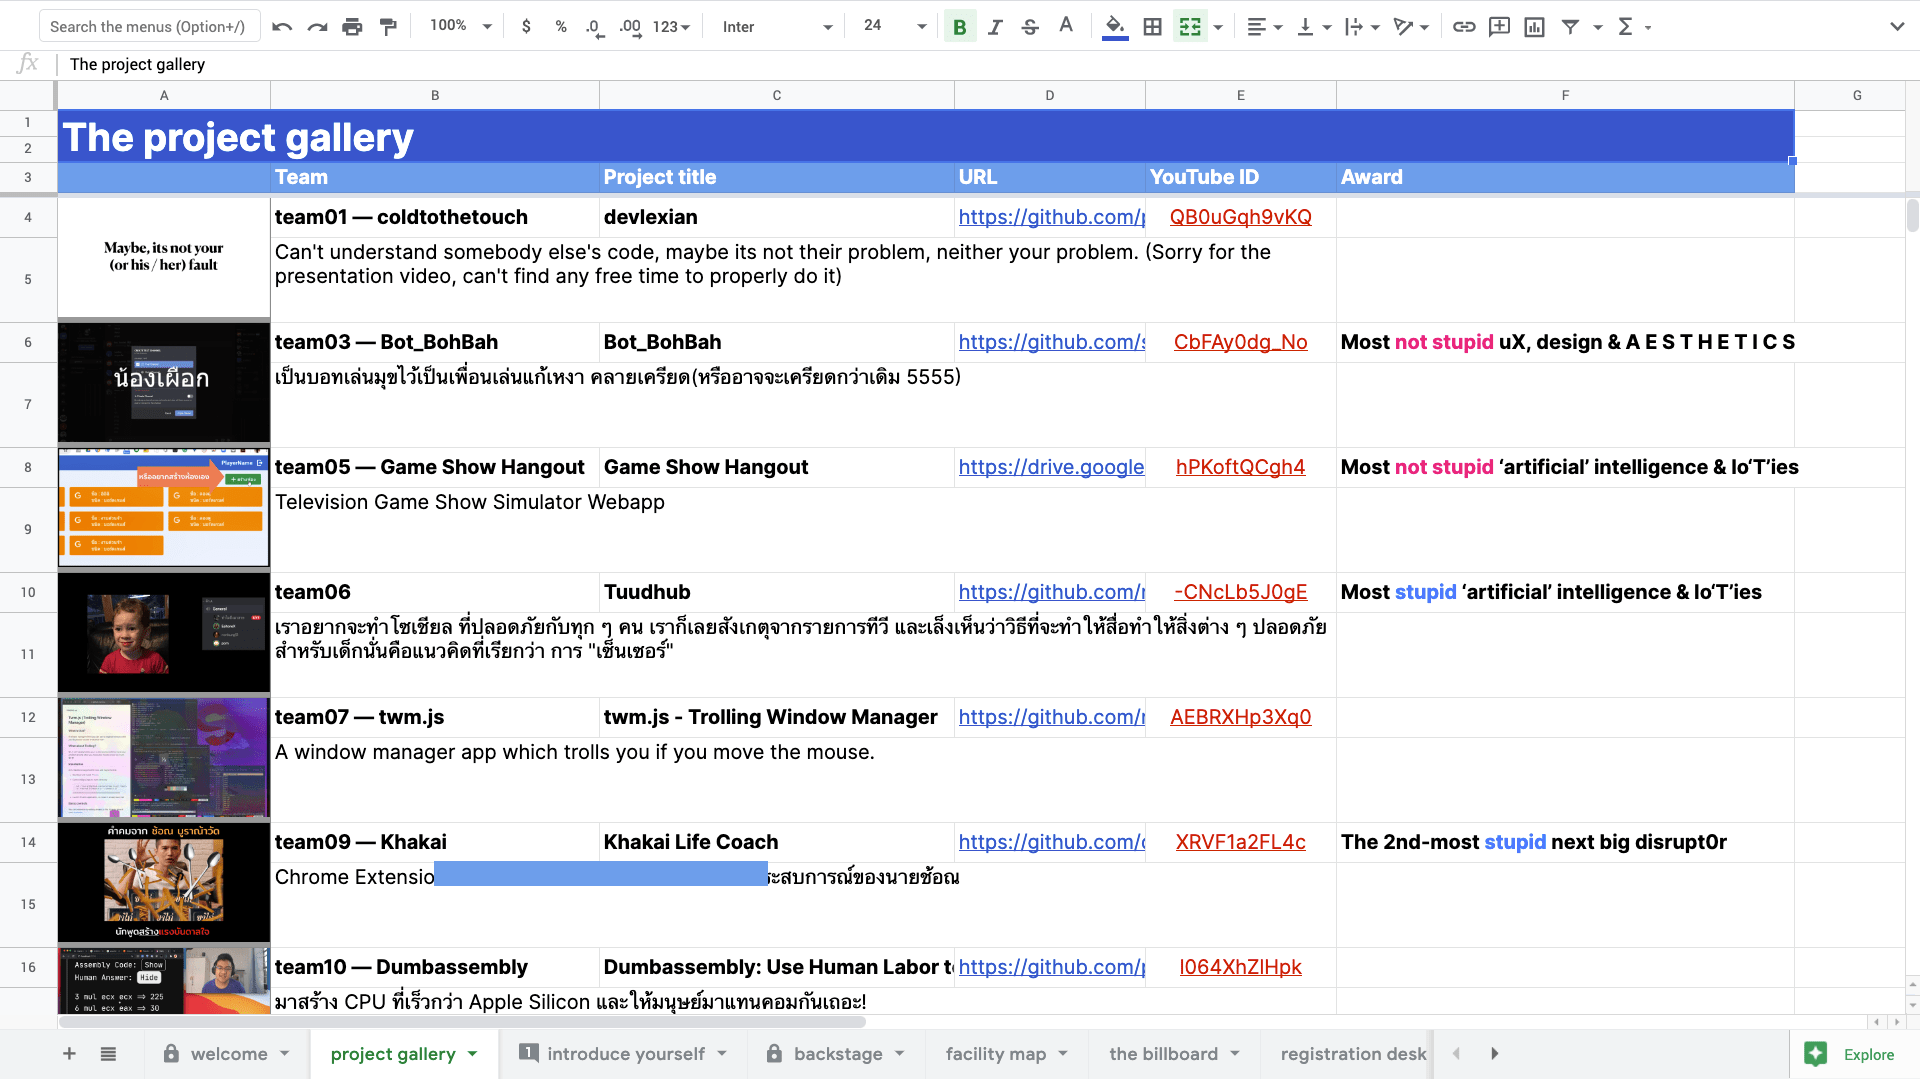 Search the menus (Option+/)
100%
$ % .0 .00 123
Inter
24
fx
The project gallery
A B C D E F G
1
The project gallery
2
3 Team Project title URL YouTube ID Award
4 team01 — coldtothetouch devlexian https://github.com/p QB0uGqh9vKQ
Maybe, its not your
(or his / her) fault
5 Can't understand somebody else's code, maybe its not their problem, neither your problem. (Sorry for the
presentation video, can't find any free time to properly do it)
6 team03 — Bot_BohBah Bot_BohBah https://github.com/s CbFAy0dg_No Most not stupid uX, design & A E S T H E T I C S
น้องเผือก
7 เป็นบอทเล่นมุขไว้เป็นเพื่อนเล่นแก้เหงา คลายเครียด(หรืออาจจะเครียดกว่าเดิม 5555)
PlayerName
หรืออยากสร้างห้องเอง
8 team05 — Game Show Hangout Game Show Hangout https://drive.google hPKoftQCgh4 Most not stupid ‘artificial’ intelligence & Io‘T’ies
9 Television Game Show Simulator Webapp
10 team06 Tuudhub https://github.com/r -CNcLb5J0gE Most stupid ‘artificial’ intelligence & Io‘T’ies
General
11 เราอยากจะทำโซเชียล ที่ปลอดภัยกับทุก ๆ คน เราก็เลยสังเกตุจากรายการทีวี และเล็งเห็นว่าวิธีที่จะทำให้สื่อทำให้สิ่งต่าง ๆ ปลอดภัย
สำหรับเด็กนั่นคือแนวคิดที่เรียกว่า การ "เซ็นเซอร์"
12 team07 — twm.js twm.js - Trolling Window Manager https://github.com/r AEBRXHp3Xq0
13 A window manager app which trolls you if you move the mouse.
คำคมจาก ช้อณ บูราณ้าวัด
14 team09 — Khakai Khakai Life Coach https://github.com/c XRVF1a2FL4c The 2nd-most stupid next big disrupt0r
15 Chrome Extensio ระสบการณ์ของนายช้อณ
นักพูดสร้างแรงบันดาลใจ
16 team10 — Dumbassembly Dumbassembly: Use Human Labor to https://github.com/p I064XhZIHpk
Assembly Code: Show
Human Answer: Hide
3 mul ecx ecx => 225
6 mul ecx eax => 30
มาสร้าง CPU ที่เร็วกว่า Apple Silicon และให้มนุษย์มาแทนคอมกันเถอะ!
welcome project gallery 1 introduce yourself backstage facility map the billboard registration desk Explore